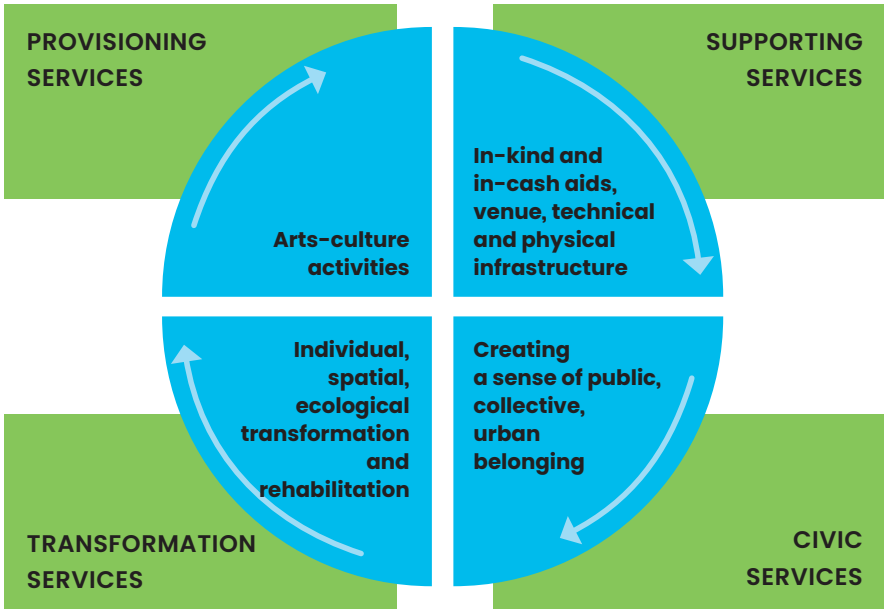 PROVISIONING
SERVICES
Arts-culture
activities
SUPPORTING
SERVICES
In-kind and
in-cash aids,
venue, technical
and physical
infrastructure
Individual,
spatial,
ecological
transformation
and
rehabilitation
TRANSFORMATION
SERVICES
Creating
a sense of public,
collective,
urban
belonging
CIVIC
SERVICES